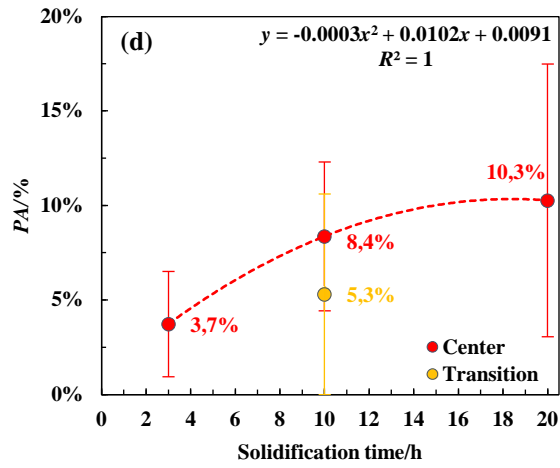 (d)
y = -0.0003x² + 0.0102x + 0.0091
R² = 1
20%
15%
10%
5%
0%
PA/%
10,3%
8,4%
5,3%
3,7%
Center
Transition
0 2 4 6 8 10 12 14 16 18 20
Solidification time/h